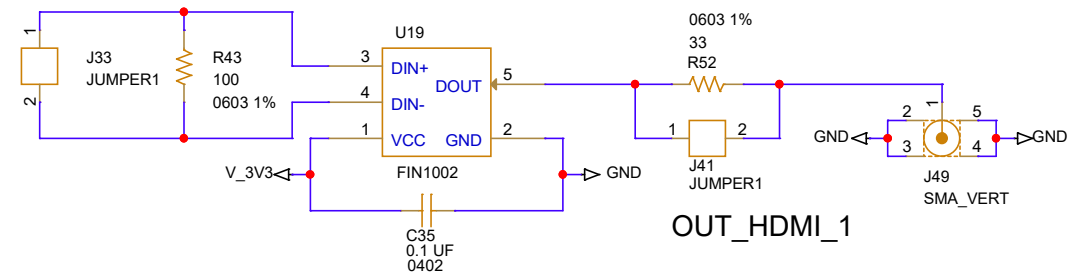 1
J33
JUMPER1
2
R43
100
0603 1%
U19
3
DIN+
4
DIN-
1
VCC
DOUT
5
GND
2
FIN1002
V_3V3
GND
C35
0.1 UF
0402
0603 1%
33
R52
1
2
J41
JUMPER1
OUT_HDMI_1
GND
2
3
1
5
4
GND
J49
SMA_VERT